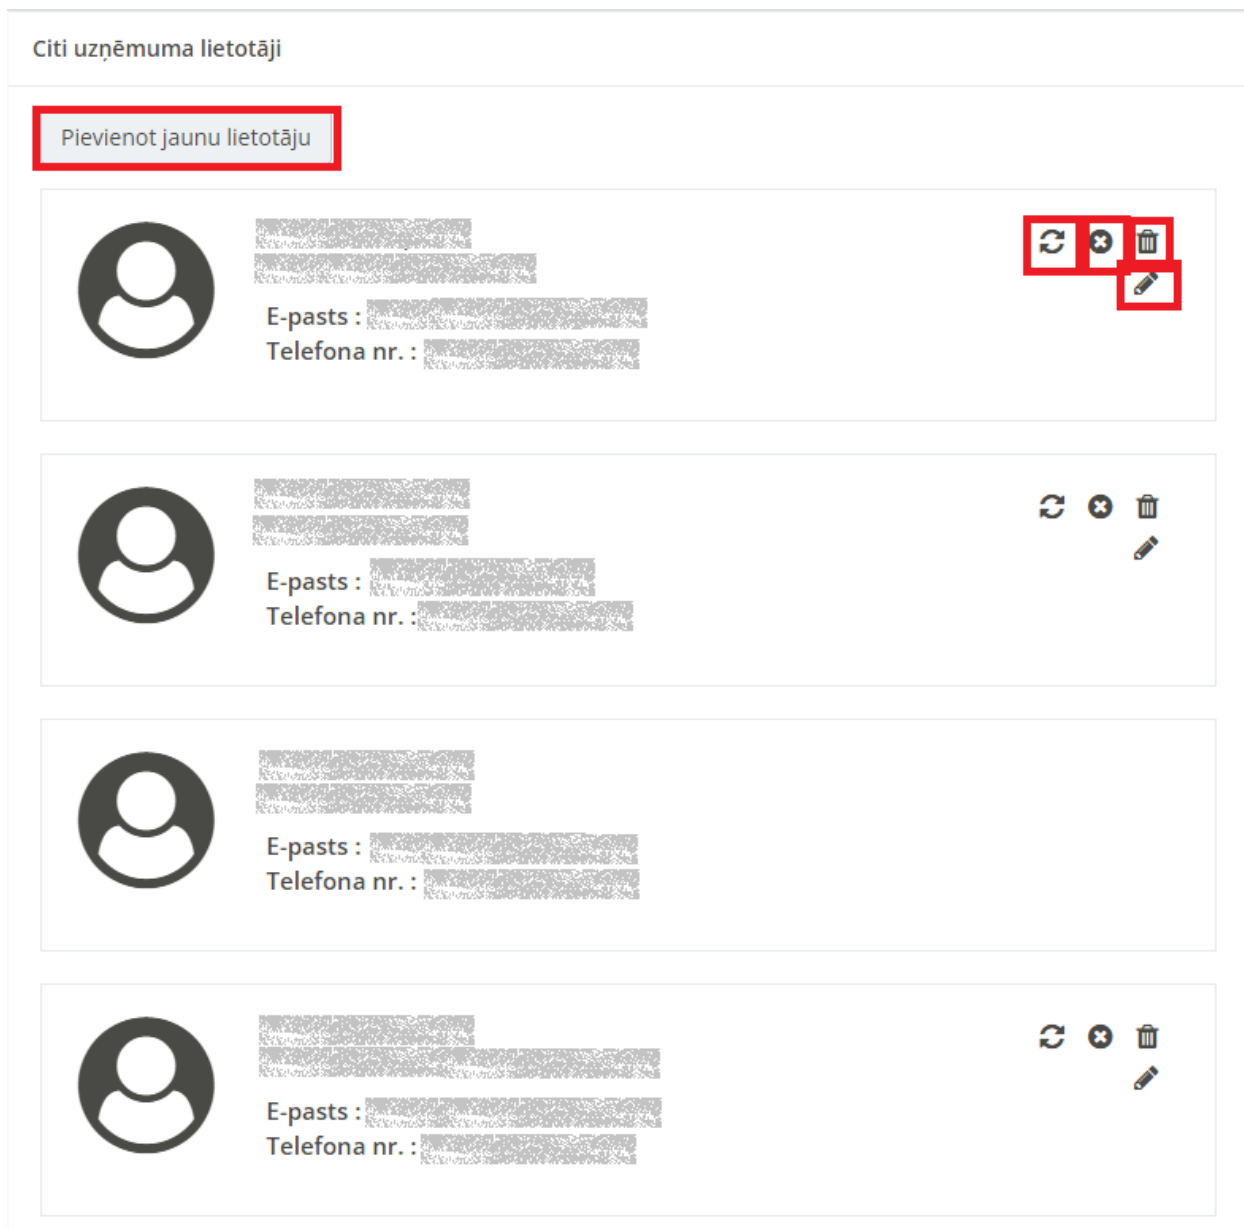 Citi uzņēmuma lietotāji
Pievienot jaunu lietotāju
E-pasts :
Telefona nr. :
E-pasts :
Telefona nr. :
E-pasts :
Telefona nr. :
E-pasts :
Telefona nr. :